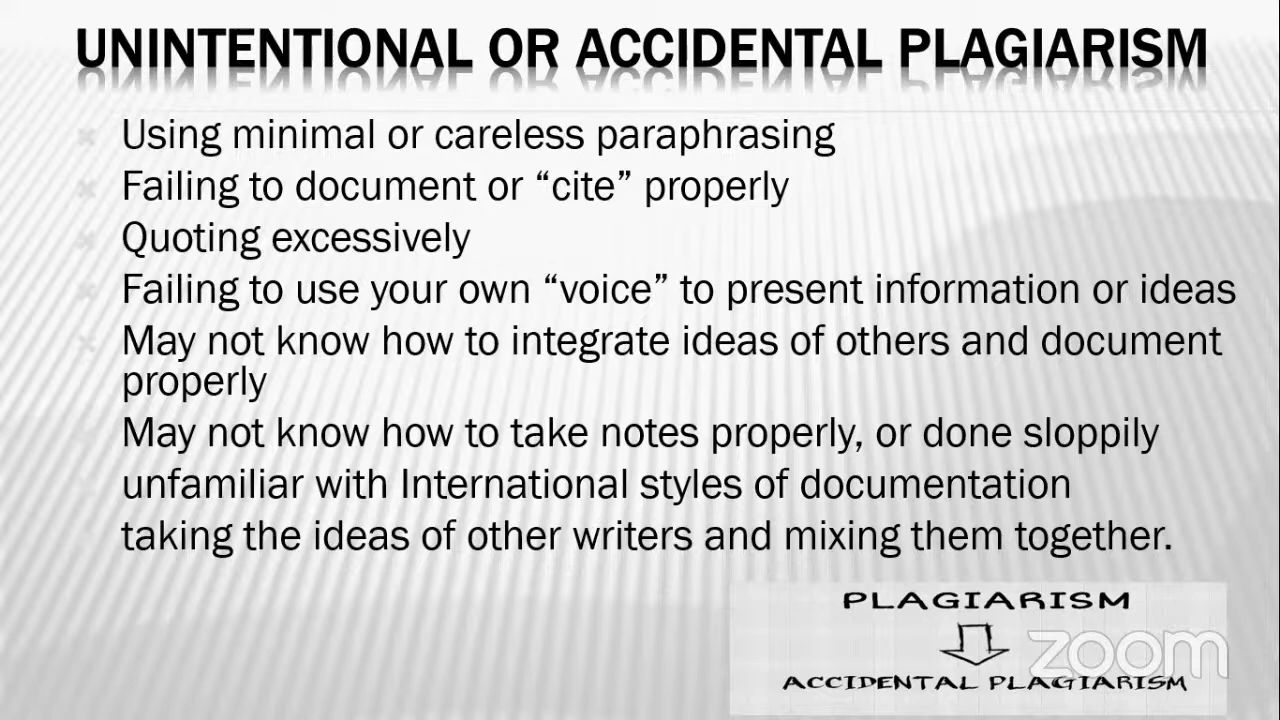 UNINTENTIONAL OR ACCIDENTAL PLAGIARISM
Using minimal or careless paraphrasing
Failing to document or “cite” properly
Quoting excessively
Failing to use your own “voice” to present information or ideas
May not know how to integrate ideas of others and document
properly
May not know how to take notes properly, or done sloppily
unfamiliar with International styles of documentation
taking the ideas of other writers and mixing them together.
PLAGIARISM
zoom
ACCIDENTAL PLAGIARISM